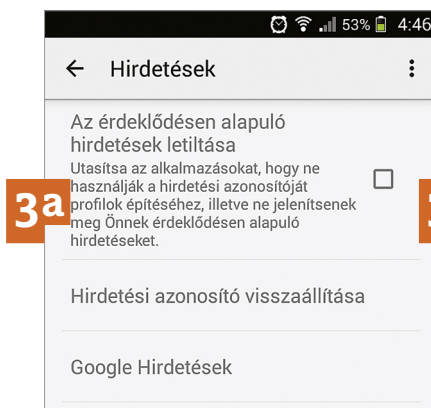 53% 4:46
Hirdetések
Az érdeklődésen alapuló
hirdetések letiltása
Utasítsa az alkalmazásokat, hogy ne
használják a hirdetési azonosítóját
profilok építéséhez, illetve ne jelenítsenek
meg Önnek érdeklődésen alapuló
hirdetéseket.
3a
Hirdetési azonosító visszaállítása
Google Hirdetések